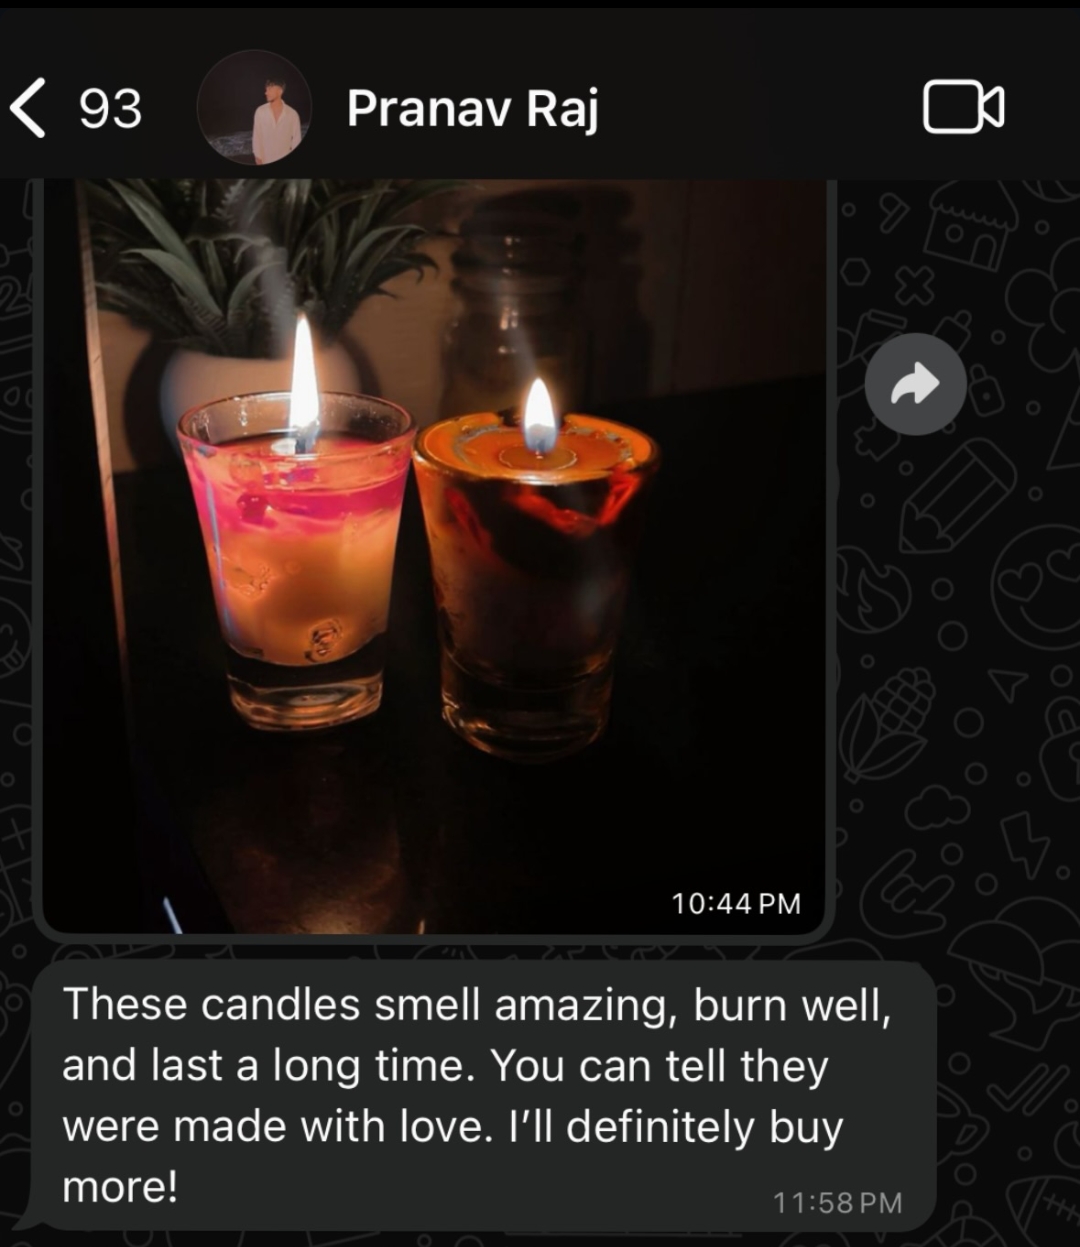 93 Pranav Raj
10:44 PM
These candles smell amazing, burn well,
and last a long time. You can tell they
were made with love. I’ll definitely buy
more!
11:58 PM